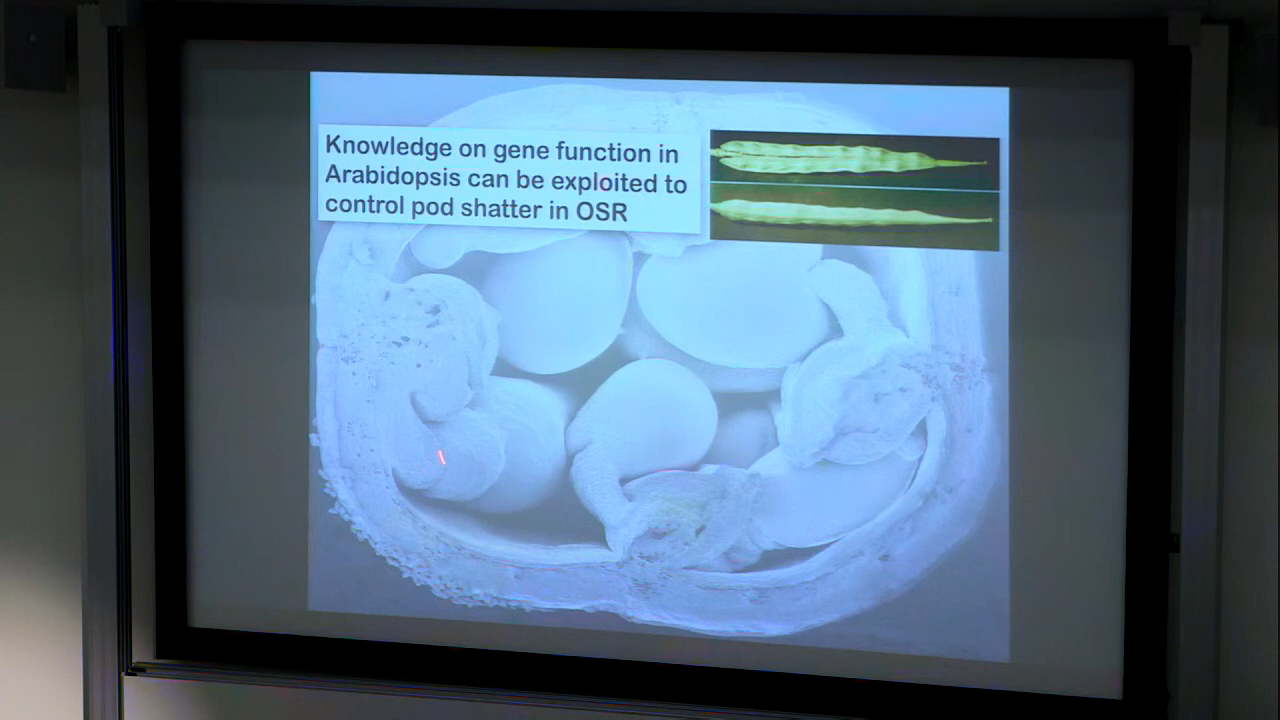 Knowledge on gene function in
Arabidopsis can be exploited to
control pod shatter in OSR